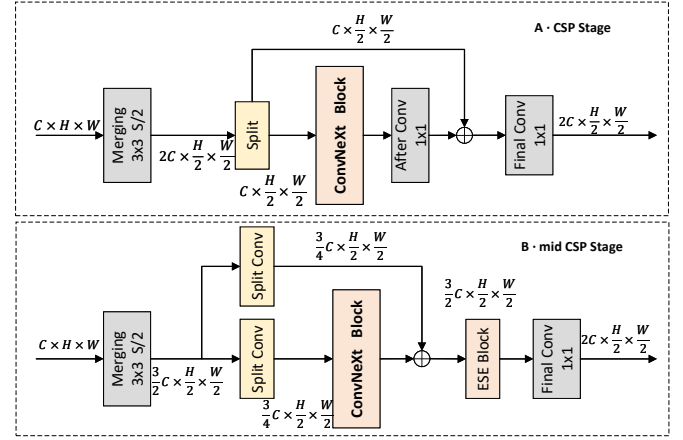 A · CSP Stage
C × H/2 × W/2
C × H × W
Merging
3x3 S/2
2C × H/2 × W/2
Split
C × H/2 × W/2
ConvNeXt Block
After Conv
1x1
Final Conv
1x1
2C × H/2 × W/2
B · mid CSP Stage
Split Conv
3/4 C × H/2 × W/2
3/2 C × H/2 × W/2
C × H × W
Merging
3x3 S/2
3/2 C × H/2 × W/2
Split Conv
3/4 C × H/2 × W/2
ConvNeXt Block
ESE Block
Final Conv
1x1
2C × H/2 × W/2